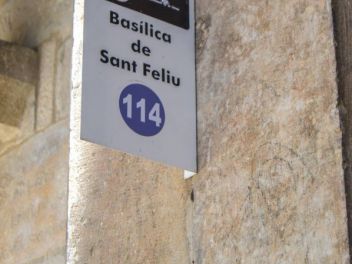 Basílica
de
Sant Feliu
114